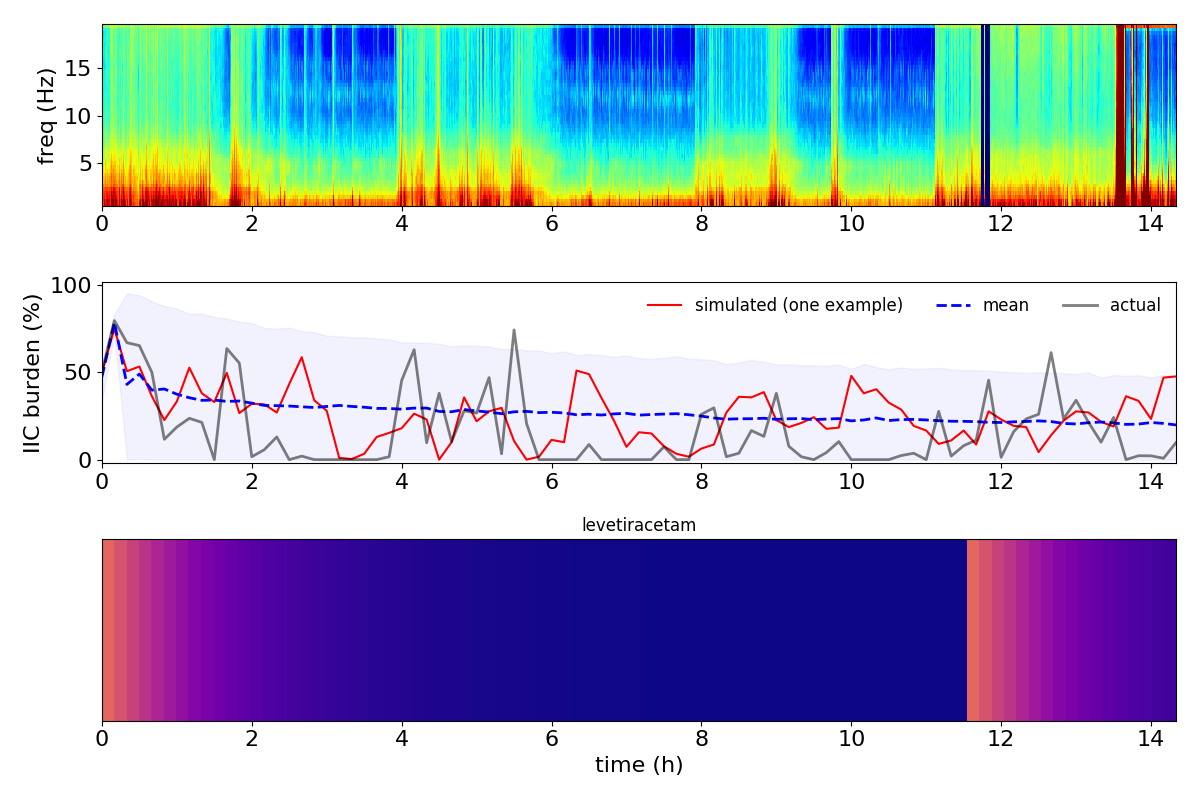 freq (Hz)
15
10
5
0 2 4 6 8 10 12 14
IIC burden (%)
100
50
0
simulated (one example) mean actual
0 2 4 6 8 10 12 14
levetiracetam
0 2 4 6 8 10 12 14
time (h)